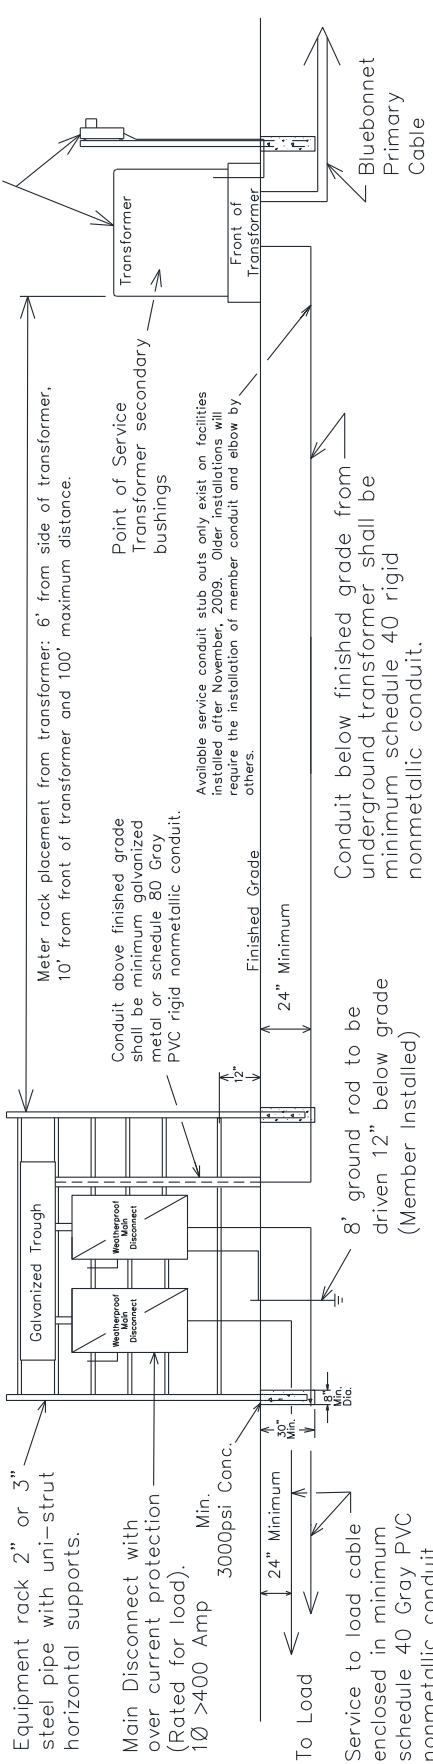 Equipment rack 2" or 3"
steel pipe with uni-strut
horizontal supports.
Main Disconnect with
over current protection
(Rated for load).
1Ø >400 Amp
Min.
3000psi Conc.
24" Minimum
To Load
Service to load cable
enclosed in minimum
schedule 40 Gray PVC
nonmetallic conduit
Galvanized Trough
Weatherproof
Main
Disconnect
Weatherproof
Main
Disconnect
30"
Min.
8"
Min.
Dia.
12"
8' ground rod to be
driven 12" below grade
(Member Installed)
Meter rack placement from transformer: 6' from side of transformer,
10' from front of transformer and 100' maximum distance.
Conduit above finished grade
shall be minimum galvanized
metal or schedule 80 Gray
PVC rigid nonmetallic conduit.
Finished Grade
24" Minimum
Point of Service
Transformer secondary
bushings
Available service conduit stub outs only exist on facilities
installed after November, 2009. Older installations will
require the installation of member conduit and elbow by
others.
Conduit below finished grade from
underground transformer shall be
minimum schedule 40 rigid
nonmetallic conduit.
Transformer
Front of
Transformer
Bluebonnet
Primary
Cable